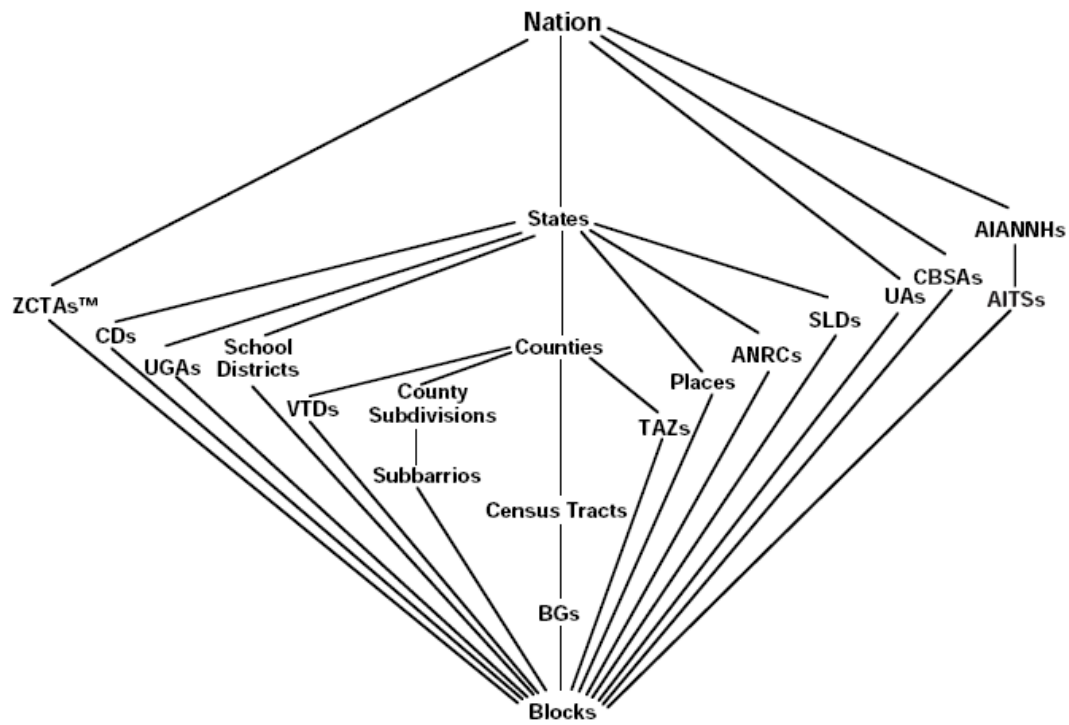 Nation
States
AIANNHs
CBSAs
ZCTAs™
UAs
AITSs
CDs
SLDs
School
Districts
Counties
ANRCs
UGAs
Places
County
Subdivisions
VTDs
TAZs
Subbarrios
Census Tracts
BGs
Blocks